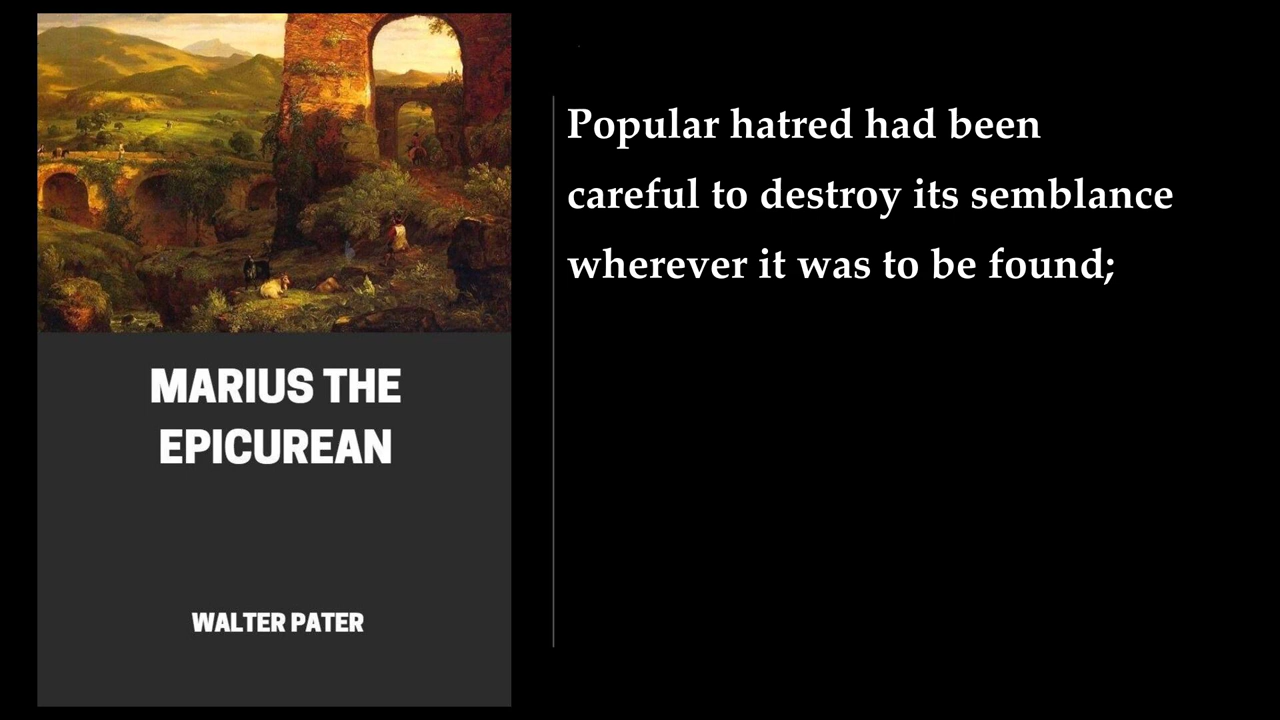 MARIUS THE
EPICUREAN
WALTER PATER
Popular hatred had been
careful to destroy its semblance
wherever it was to be found;